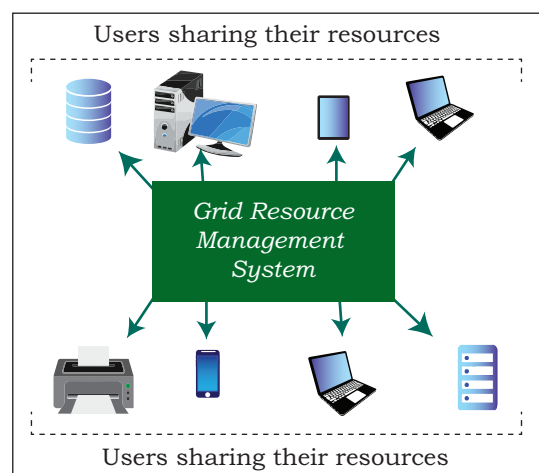 Users sharing their resources
Grid Resource
Management
System
Users sharing their resources